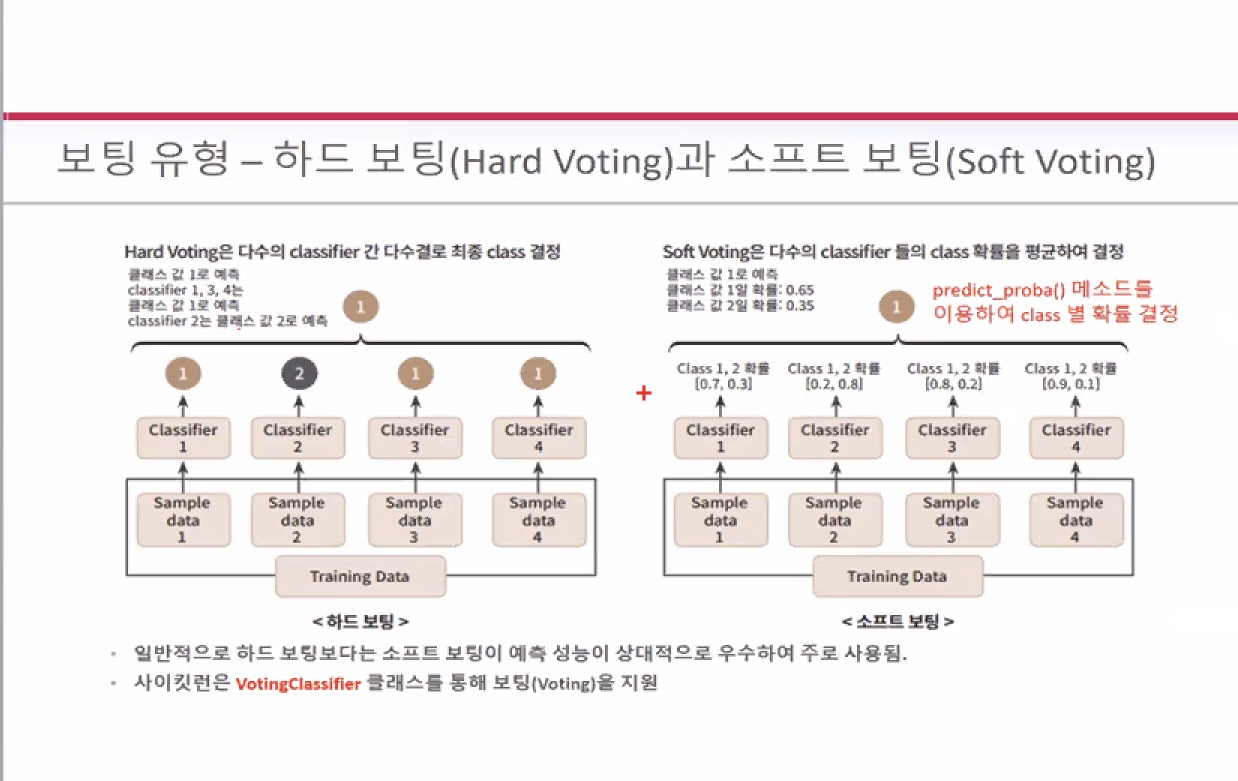 보팅 유형 – 하드 보팅(Hard Voting)과 소프트 보팅(Soft Voting)
Hard Voting은 다수의 classifier 간 다수결로 최종 class 결정
클래스 값 1로 예측
classifier 1, 3, 4는
클래스 값 1로 예측
classifier 2는 클래스 값 2로 예측
1
1
2
1
1
Classifier
1
Classifier
2
Classifier
3
Classifier
4
Sample
data
1
Sample
data
2
Sample
data
3
Sample
data
4
Training Data
< 하드 보팅 >
+
Soft Voting은 다수의 classifier 들의 class 확률을 평균하여 결정
클래스 값 1로 예측
클래스 값 1일 확률: 0.65
클래스 값 2일 확률: 0.35
1
predict_proba() 메소드를
이용하여 class 별 확률 결정
Class 1, 2 확률
[0.7, 0.3]
Class 1, 2 확률
[0.2, 0.8]
Class 1, 2 확률
[0.8, 0.2]
Class 1, 2 확률
[0.9, 0.1]
Classifier
1
Classifier
2
Classifier
3
Classifier
4
Sample
data
1
Sample
data
2
Sample
data
3
Sample
data
4
Training Data
< 소프트 보팅 >
• 일반적으로 하드 보팅보다는 소프트 보팅이 예측 성능이 상대적으로 우수하여 주로 사용됨.
• 사이킷런은 VotingClassifier 클래스를 통해 보팅(Voting)을 지원